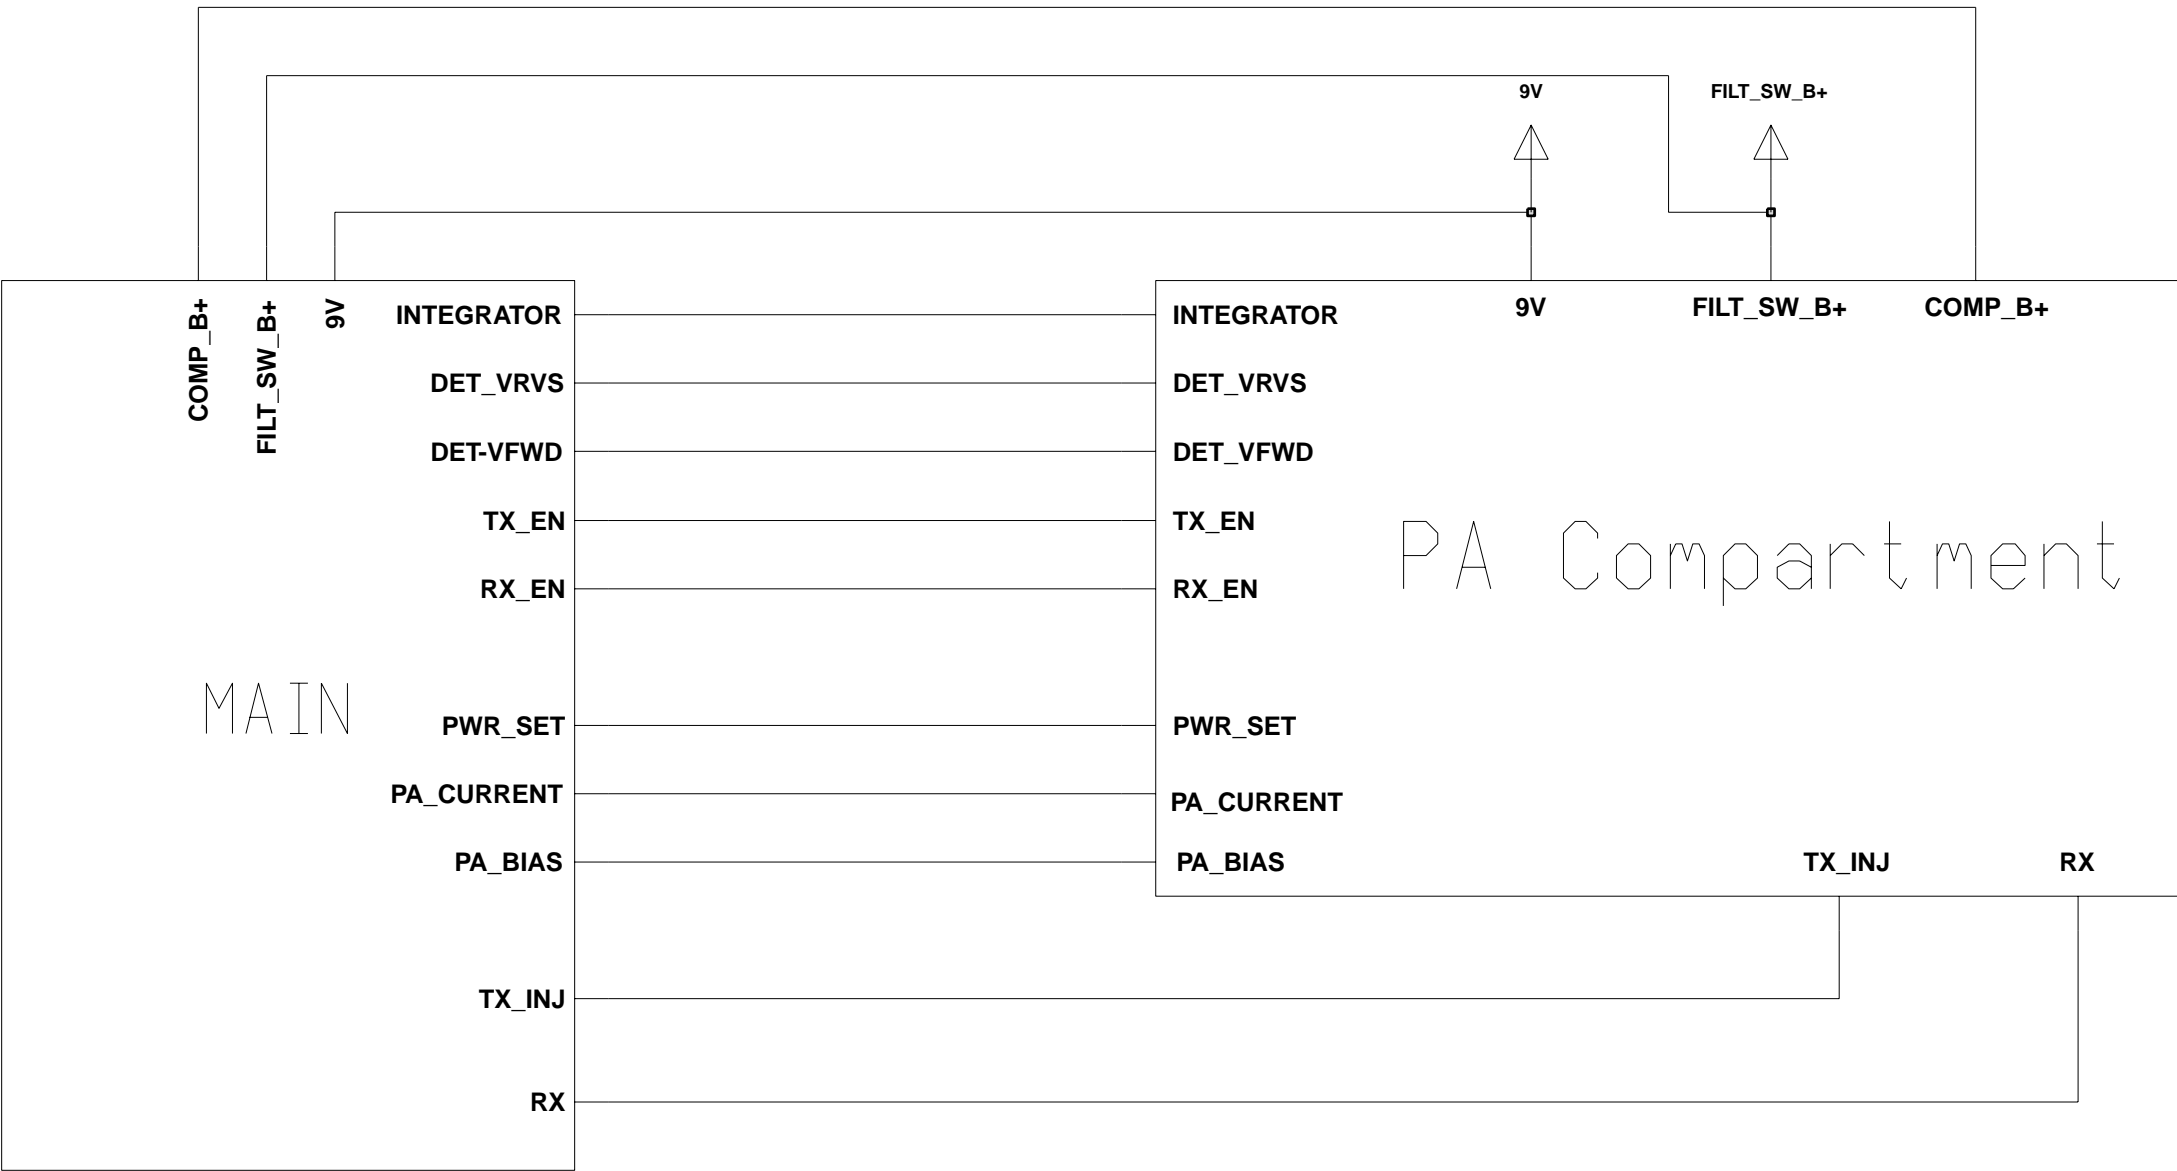 9V FILT_SW_B+
COMP_B+
FILT_SW_B+
9V
INTEGRATOR INTEGRATOR 9V FILT_SW_B+ COMP_B+
DET_VRVS DET_VRVS
DET-VFWD DET_VFWD
TX_EN TX_EN
PA Compartment
RX_EN RX_EN
MAIN
PWR_SET PWR_SET
PA_CURRENT PA_CURRENT
PA_BIAS PA_BIAS TX_INJ RX
TX_INJ
RX